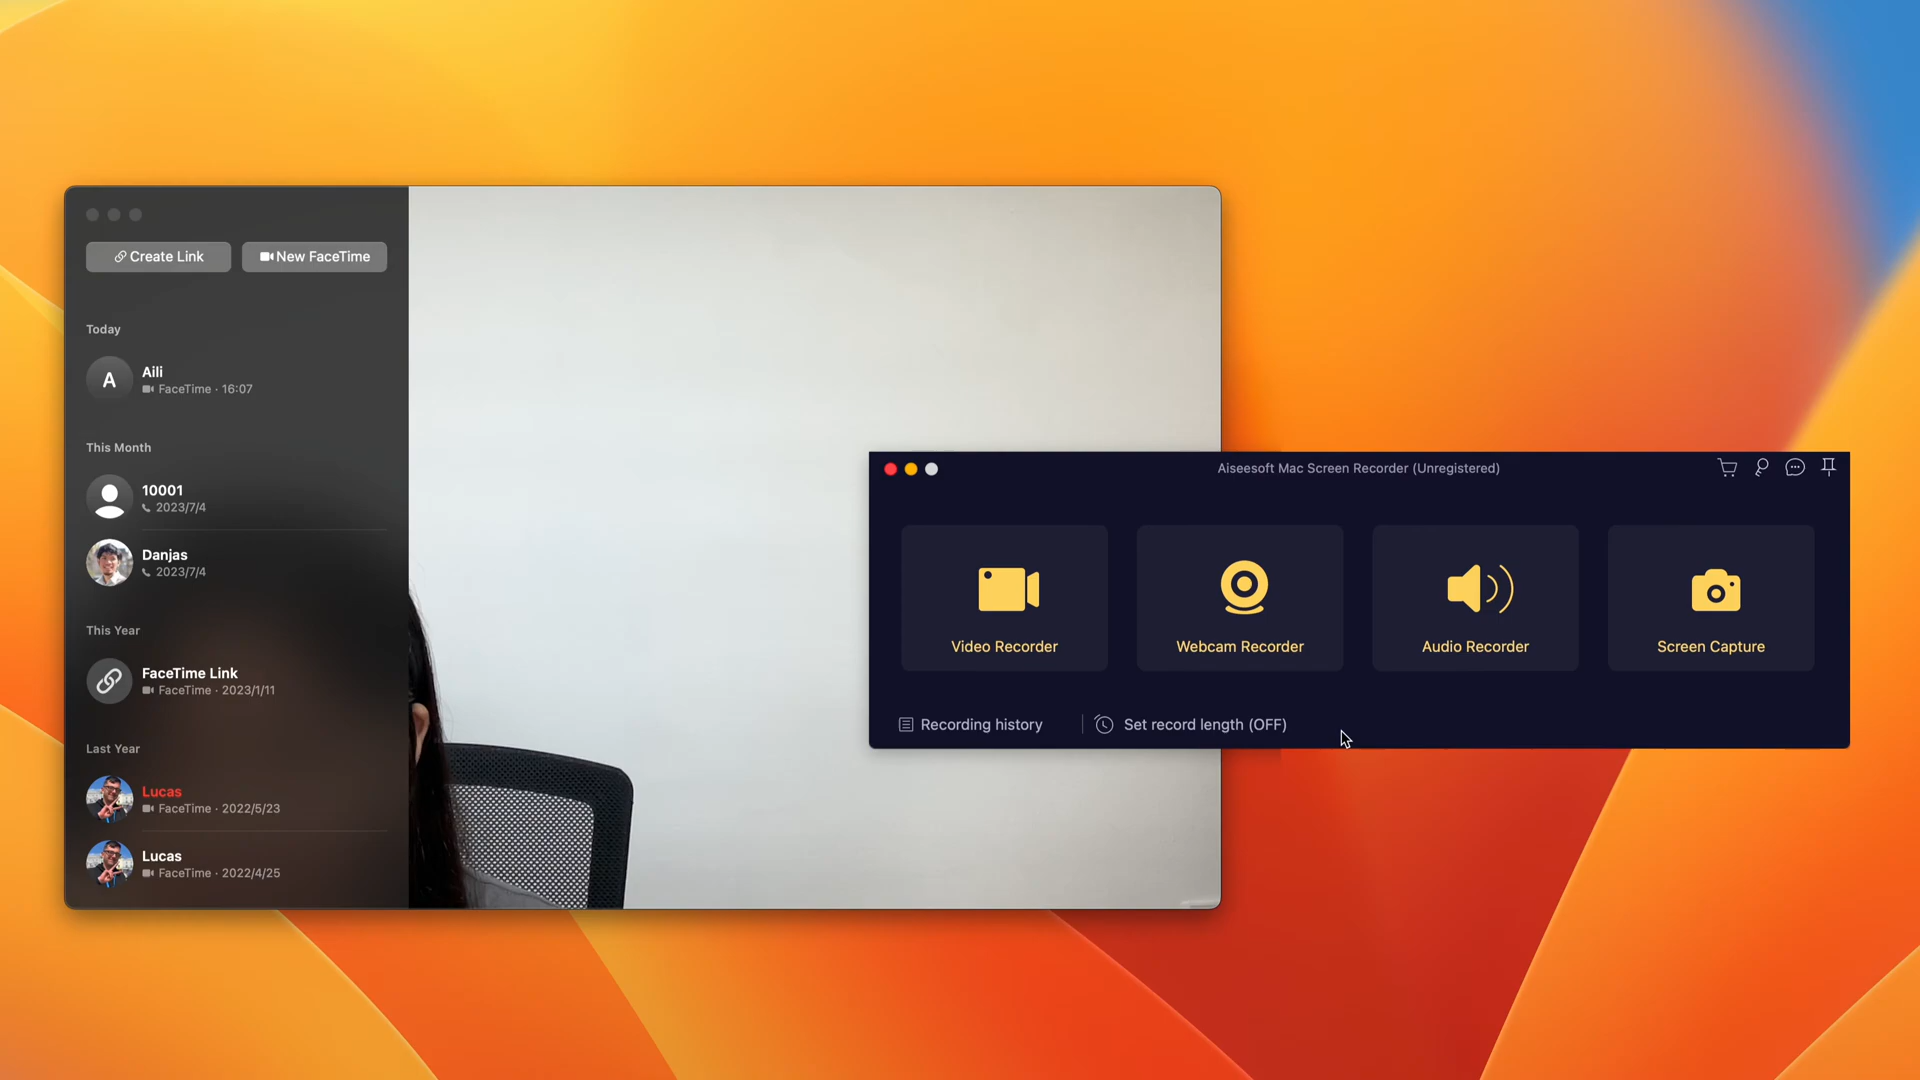 Create Link
New FaceTime
Today
A
Aili
FaceTime · 16:07
This Month
10001
2023/7/4
Danjas
2023/7/4
This Year
FaceTime Link
FaceTime · 2023/1/11
Last Year
Lucas
FaceTime · 2022/5/23
Lucas
FaceTime · 2022/4/25
Aiseesoft Mac Screen Recorder (Unregistered)
Video Recorder
Webcam Recorder
Audio Recorder
Screen Capture
Recording history
Set record length (OFF)